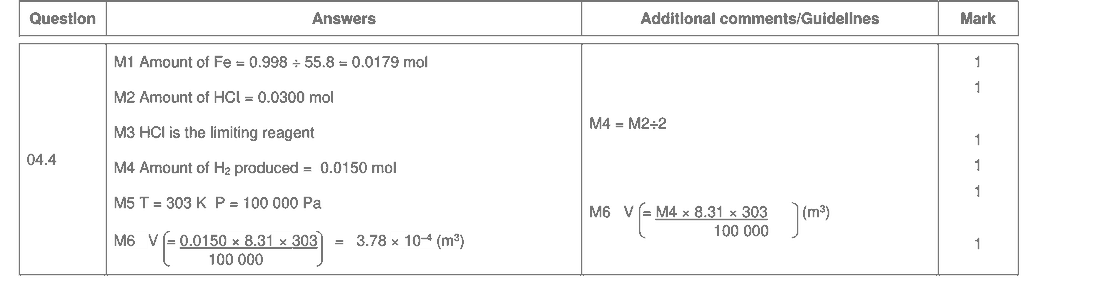 Question Answers Additional comments/Guidelines Mark
M1 Amount of Fe = 0.998 ÷ 55.8 = 0.0179 mol 1
M2 Amount of HCl = 0.0300 mol 1
M3 HCl is the limiting reagent 1
M4 = M2÷2
04.4
M4 Amount of H₂ produced = 0.0150 mol 1
M5 T = 303 K P = 100 000 Pa 1
M6 V (= 0.0150 × 8.31 × 303 / 100 000) = 3.78 × 10⁻⁴ (m³) 1
M6 V (= M4 × 8.31 × 303 / 100 000) (m³)